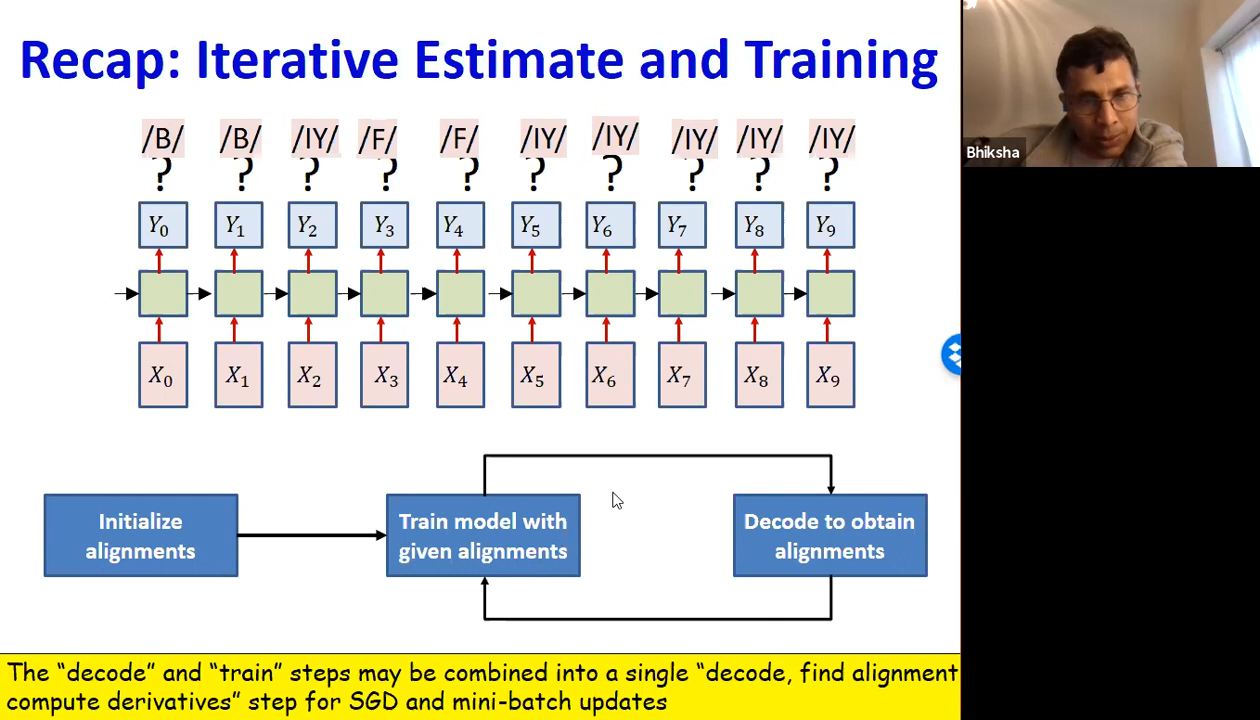 Recap: Iterative Estimate and Training
Bhiksha
/B/ /B/ /IY/ /F/ /F/ /IY/ /IY/ /IY/ /IY/ /IY/
? ? ? ? ? ? ? ? ? ?
Y₀ Y₁ Y₂ Y₃ Y₄ Y₅ Y₆ Y₇ Y₈ Y₉
X₀ X₁ X₂ X₃ X₄ X₅ X₆ X₇ X₈ X₉
Initialize
alignments
Train model with
given alignments
Decode to obtain
alignments
The “decode” and “train” steps may be combined into a single “decode, find alignment
compute derivatives” step for SGD and mini-batch updates